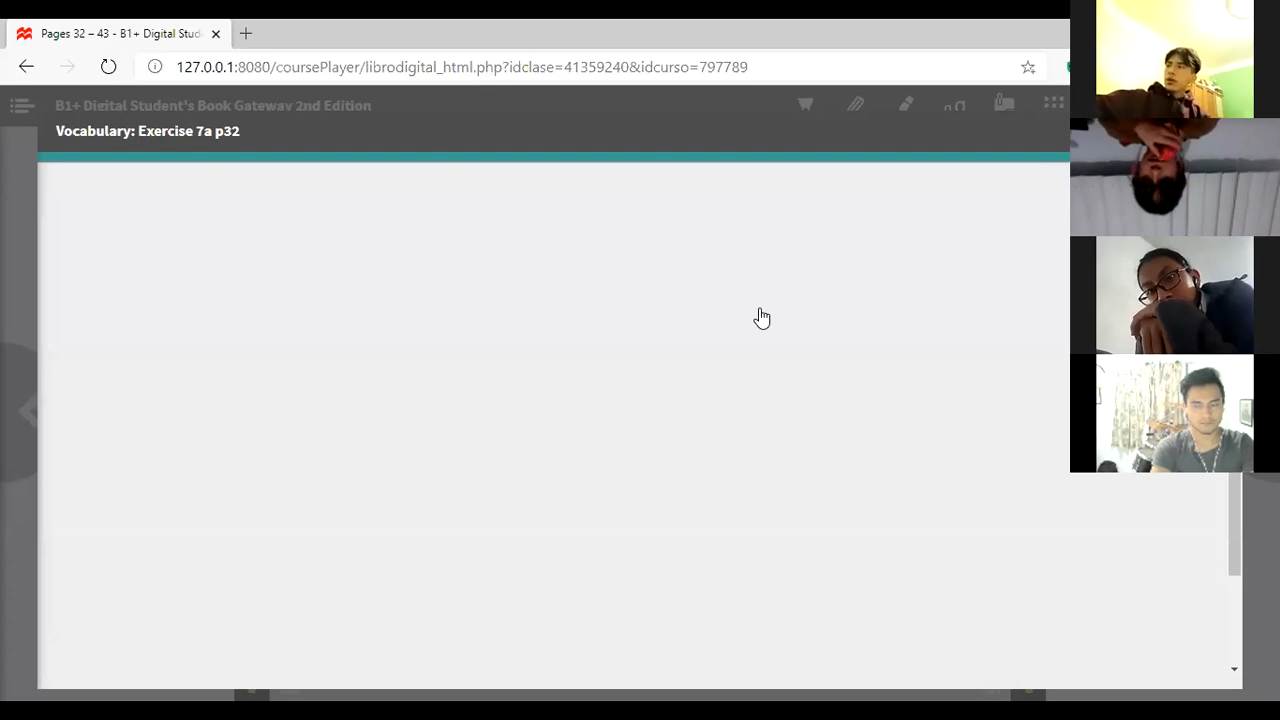 Pages 32 – 43 - B1+ Digital Stud
127.0.0.1:8080/coursePlayer/librodigital_html.php?idclase=41359240&idcurso=797789
B1+ Digital Student's Book Gateway 2nd Edition
Vocabulary: Exercise 7a p32